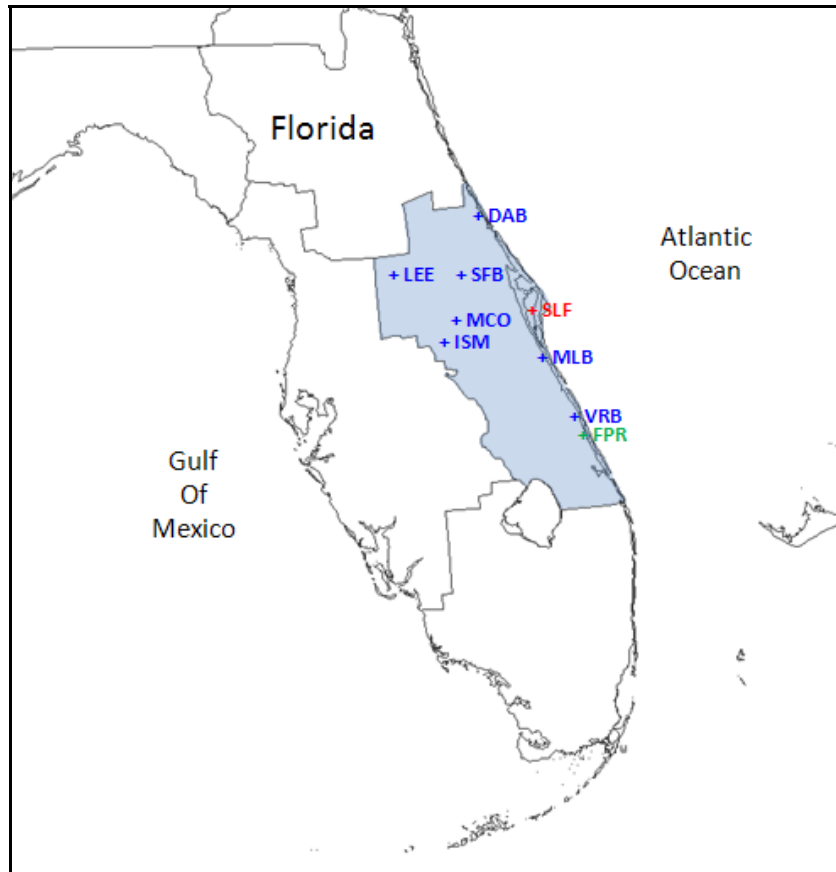 Florida
+ DAB
Atlantic
Ocean
+ LEE
+ SFB
+ SLF
+ MCO
+ ISM
+ MLB
+ VRB
+ FPR
Gulf
Of
Mexico